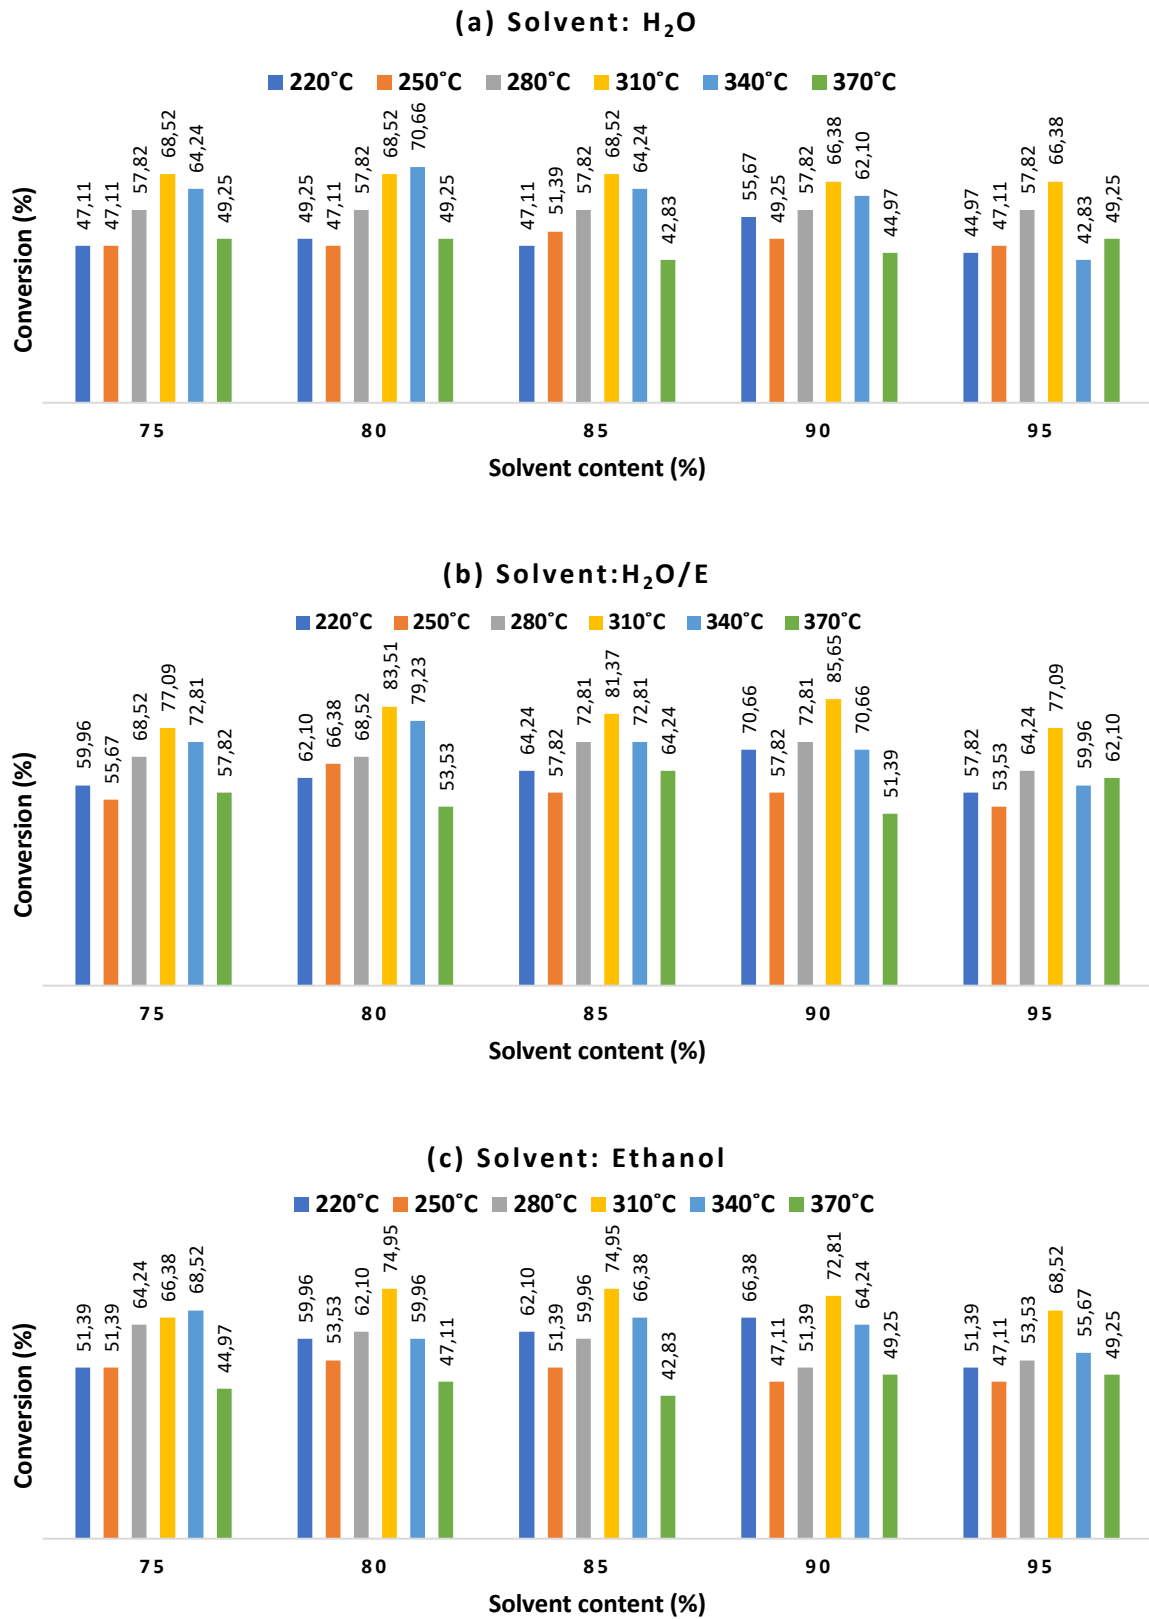 (a) Solvent: H₂O
220˚C 250˚C 280˚C 310˚C 340˚C 370˚C
Conversion (%)
47,11 47,11 57,82 68,52 64,24 49,25
49,25 47,11 57,82 68,52 70,66 49,25
47,11 51,39 57,82 68,52 64,24 42,83
55,67 49,25 57,82 66,38 62,10 44,97
44,97 47,11 57,82 66,38 42,83 49,25
75 80 85 90 95
Solvent content (%)
(b) Solvent:H₂O/E
220˚C 250˚C 280˚C 310˚C 340˚C 370˚C
Conversion (%)
59,96 55,67 68,52 77,09 72,81 57,82
62,10 66,38 68,52 83,51 79,23 53,53
64,24 57,82 72,81 81,37 72,81 64,24
70,66 57,82 72,81 85,65 70,66 51,39
57,82 53,53 64,24 77,09 59,96 62,10
75 80 85 90 95
Solvent content (%)
(c) Solvent: Ethanol
220˚C 250˚C 280˚C 310˚C 340˚C 370˚C
Conversion (%)
51,39 51,39 64,24 66,38 68,52 44,97
59,96 53,53 62,10 74,95 59,96 47,11
62,10 51,39 59,96 74,95 66,38 42,83
66,38 47,11 51,39 72,81 64,24 49,25
51,39 47,11 53,53 68,52 55,67 49,25
75 80 85 90 95
Solvent content (%)